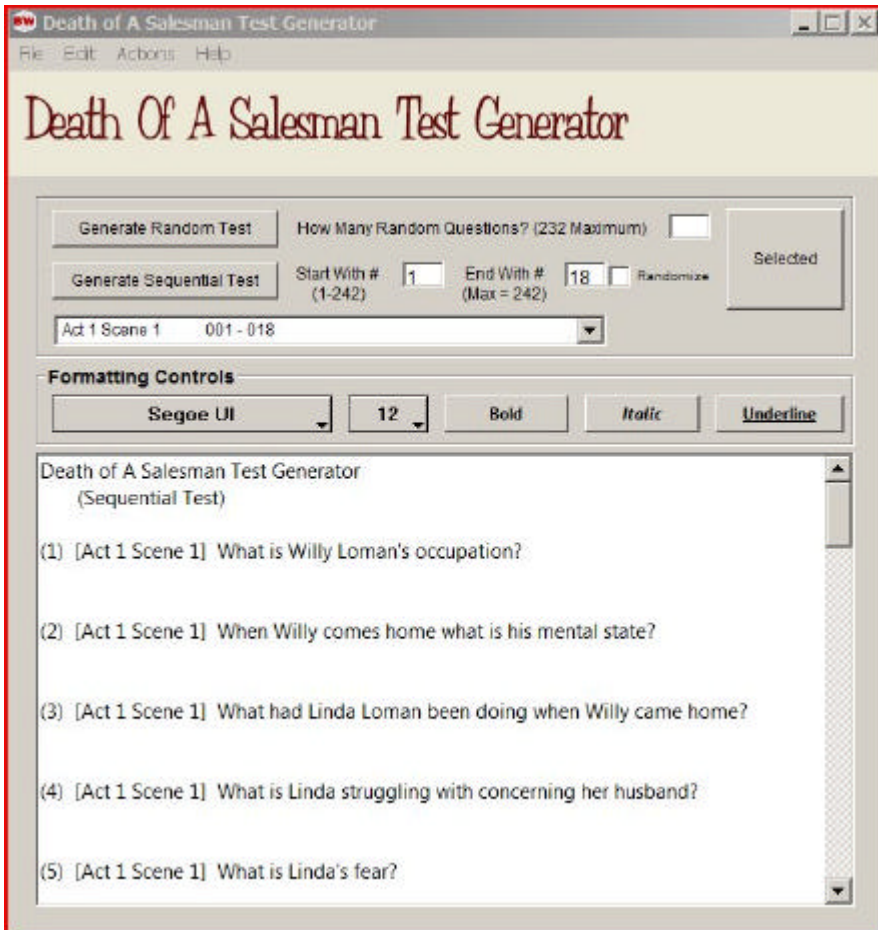 BW Death of A Salesman Test Generator
File Edit Actions Help
Death Of A Salesman Test Generator
Generate Random Test How Many Random Questions? (232 Maximum)
Selected
Generate Sequential Test Start With # 1 End With # 18 Randomize
(1-242) (Max = 242)
Act 1 Scene 1 001 - 018
Formatting Controls
Segoe UI 12 Bold Italic Underline
Death of A Salesman Test Generator
(Sequential Test)
(1) [Act 1 Scene 1] What is Willy Loman's occupation?
(2) [Act 1 Scene 1] When Willy comes home what is his mental state?
(3) [Act 1 Scene 1] What had Linda Loman been doing when Willy came home?
(4) [Act 1 Scene 1] What is Linda struggling with concerning her husband?
(5) [Act 1 Scene 1] What is Linda's fear?